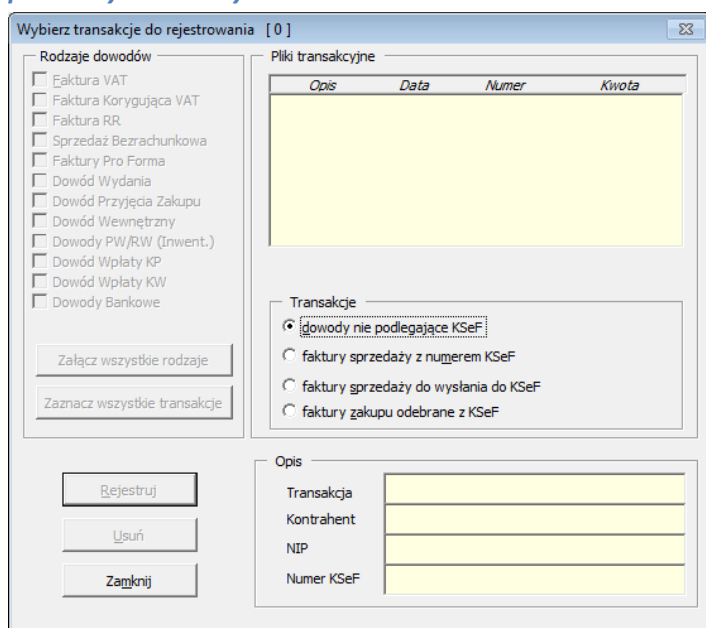 Wybierz transakcje do rejestrowania [ 0 ]
Rodzaje dowodów
Faktura VAT
Faktura Korygująca VAT
Faktura RR
Sprzedaż Bezrachunkowa
Faktury Pro Forma
Dowód Wydania
Dowód Przyjęcia Zakupu
Dowód Wewnętrzny
Dowody PW/RW (Inwent.)
Dowód Wpłaty KP
Dowód Wpłaty KW
Dowody Bankowe
Załącz wszystkie rodzaje
Zaznacz wszystkie transakcje
Pliki transakcyjne
Opis Data Numer Kwota
Transakcje
dowody nie podlegające KSeF
faktury sprzedaży z numerem KSeF
faktury sprzedaży do wysłania do KSeF
faktury zakupu odebrane z KSeF
Rejestruj
Usuń
Zamknij
Opis
Transakcja
Kontrahent
NIP
Numer KSeF